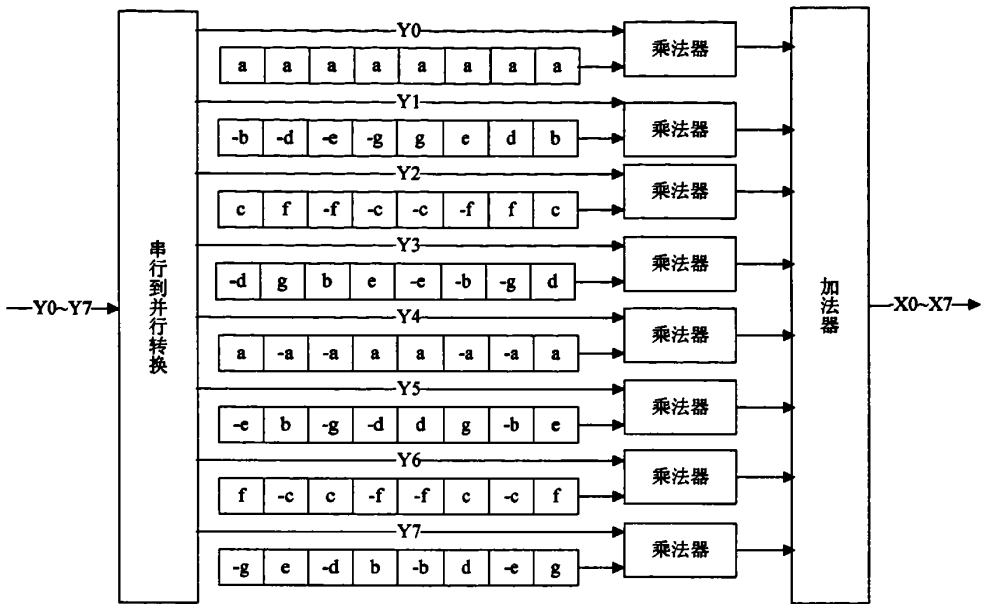 Y0
乘法器
a a a a a a a a
Y1
乘法器
-b -d -e -g g e d b
Y2
乘法器
c f -f -c -c -f f c
Y3
乘法器
-d g b e -e -b -g d
串行到并行转换
Y0~Y7
加法器
X0~X7
Y4
乘法器
a -a -a a a -a -a a
Y5
乘法器
-e b -g -d d g -b e
Y6
乘法器
f -c c -f -f c -c f
Y7
乘法器
-g e -d b -b d -e g